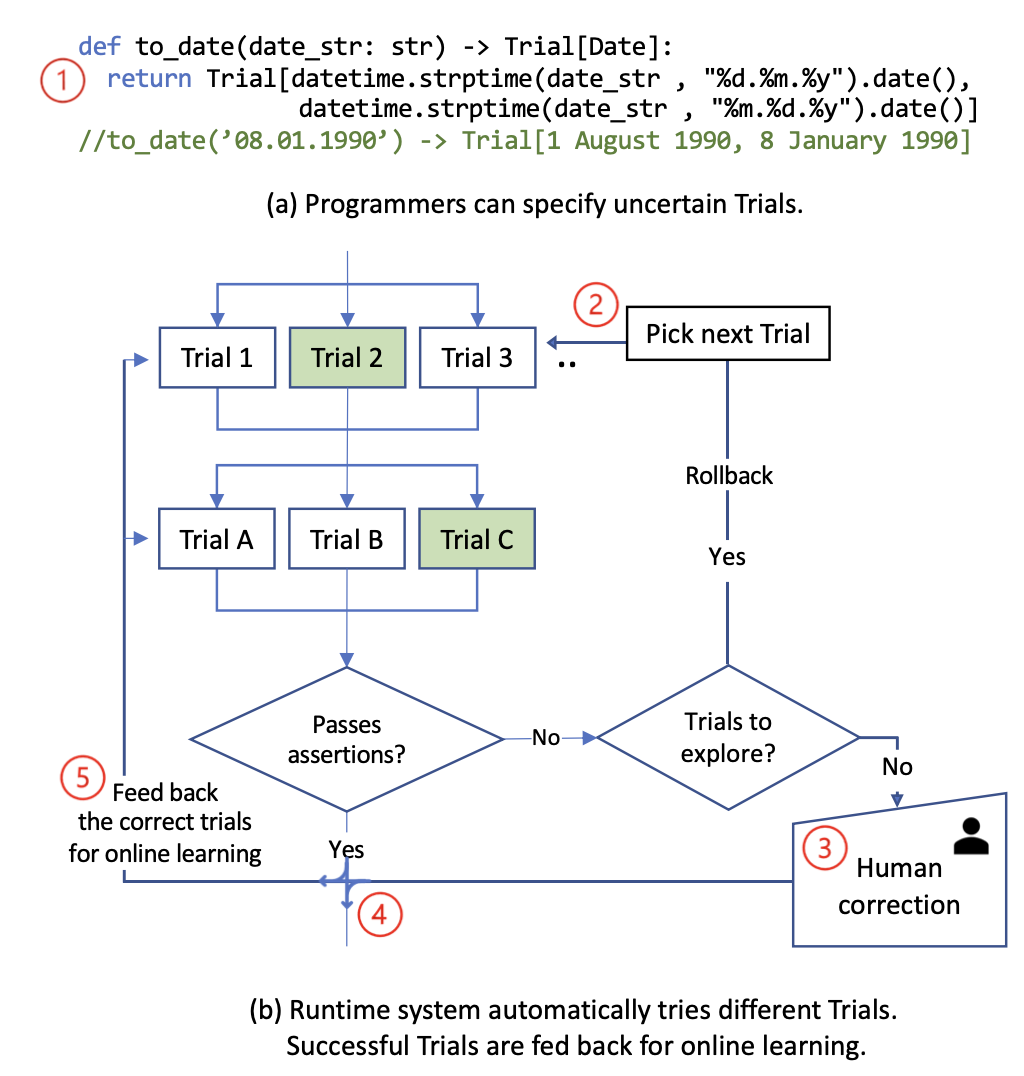 def to_date(date_str: str) -> Trial[Date]:
1 return Trial[datetime.strptime(date_str , "%d.%m.%y").date(),
datetime.strptime(date_str , "%m.%d.%y").date()]
//to_date(’08.01.1990’) -> Trial[1 August 1990, 8 January 1990]
(a) Programmers can specify uncertain Trials.
2
Pick next Trial
Trial 1 Trial 2 Trial 3 ..
Rollback
Trial A Trial B Trial C
Yes
Passes
assertions?
No
Trials to
explore?
No
5 Feed back
the correct trials
for online learning
Yes
4
3 Human
correction
(b) Runtime system automatically tries different Trials.
Successful Trials are fed back for online learning.